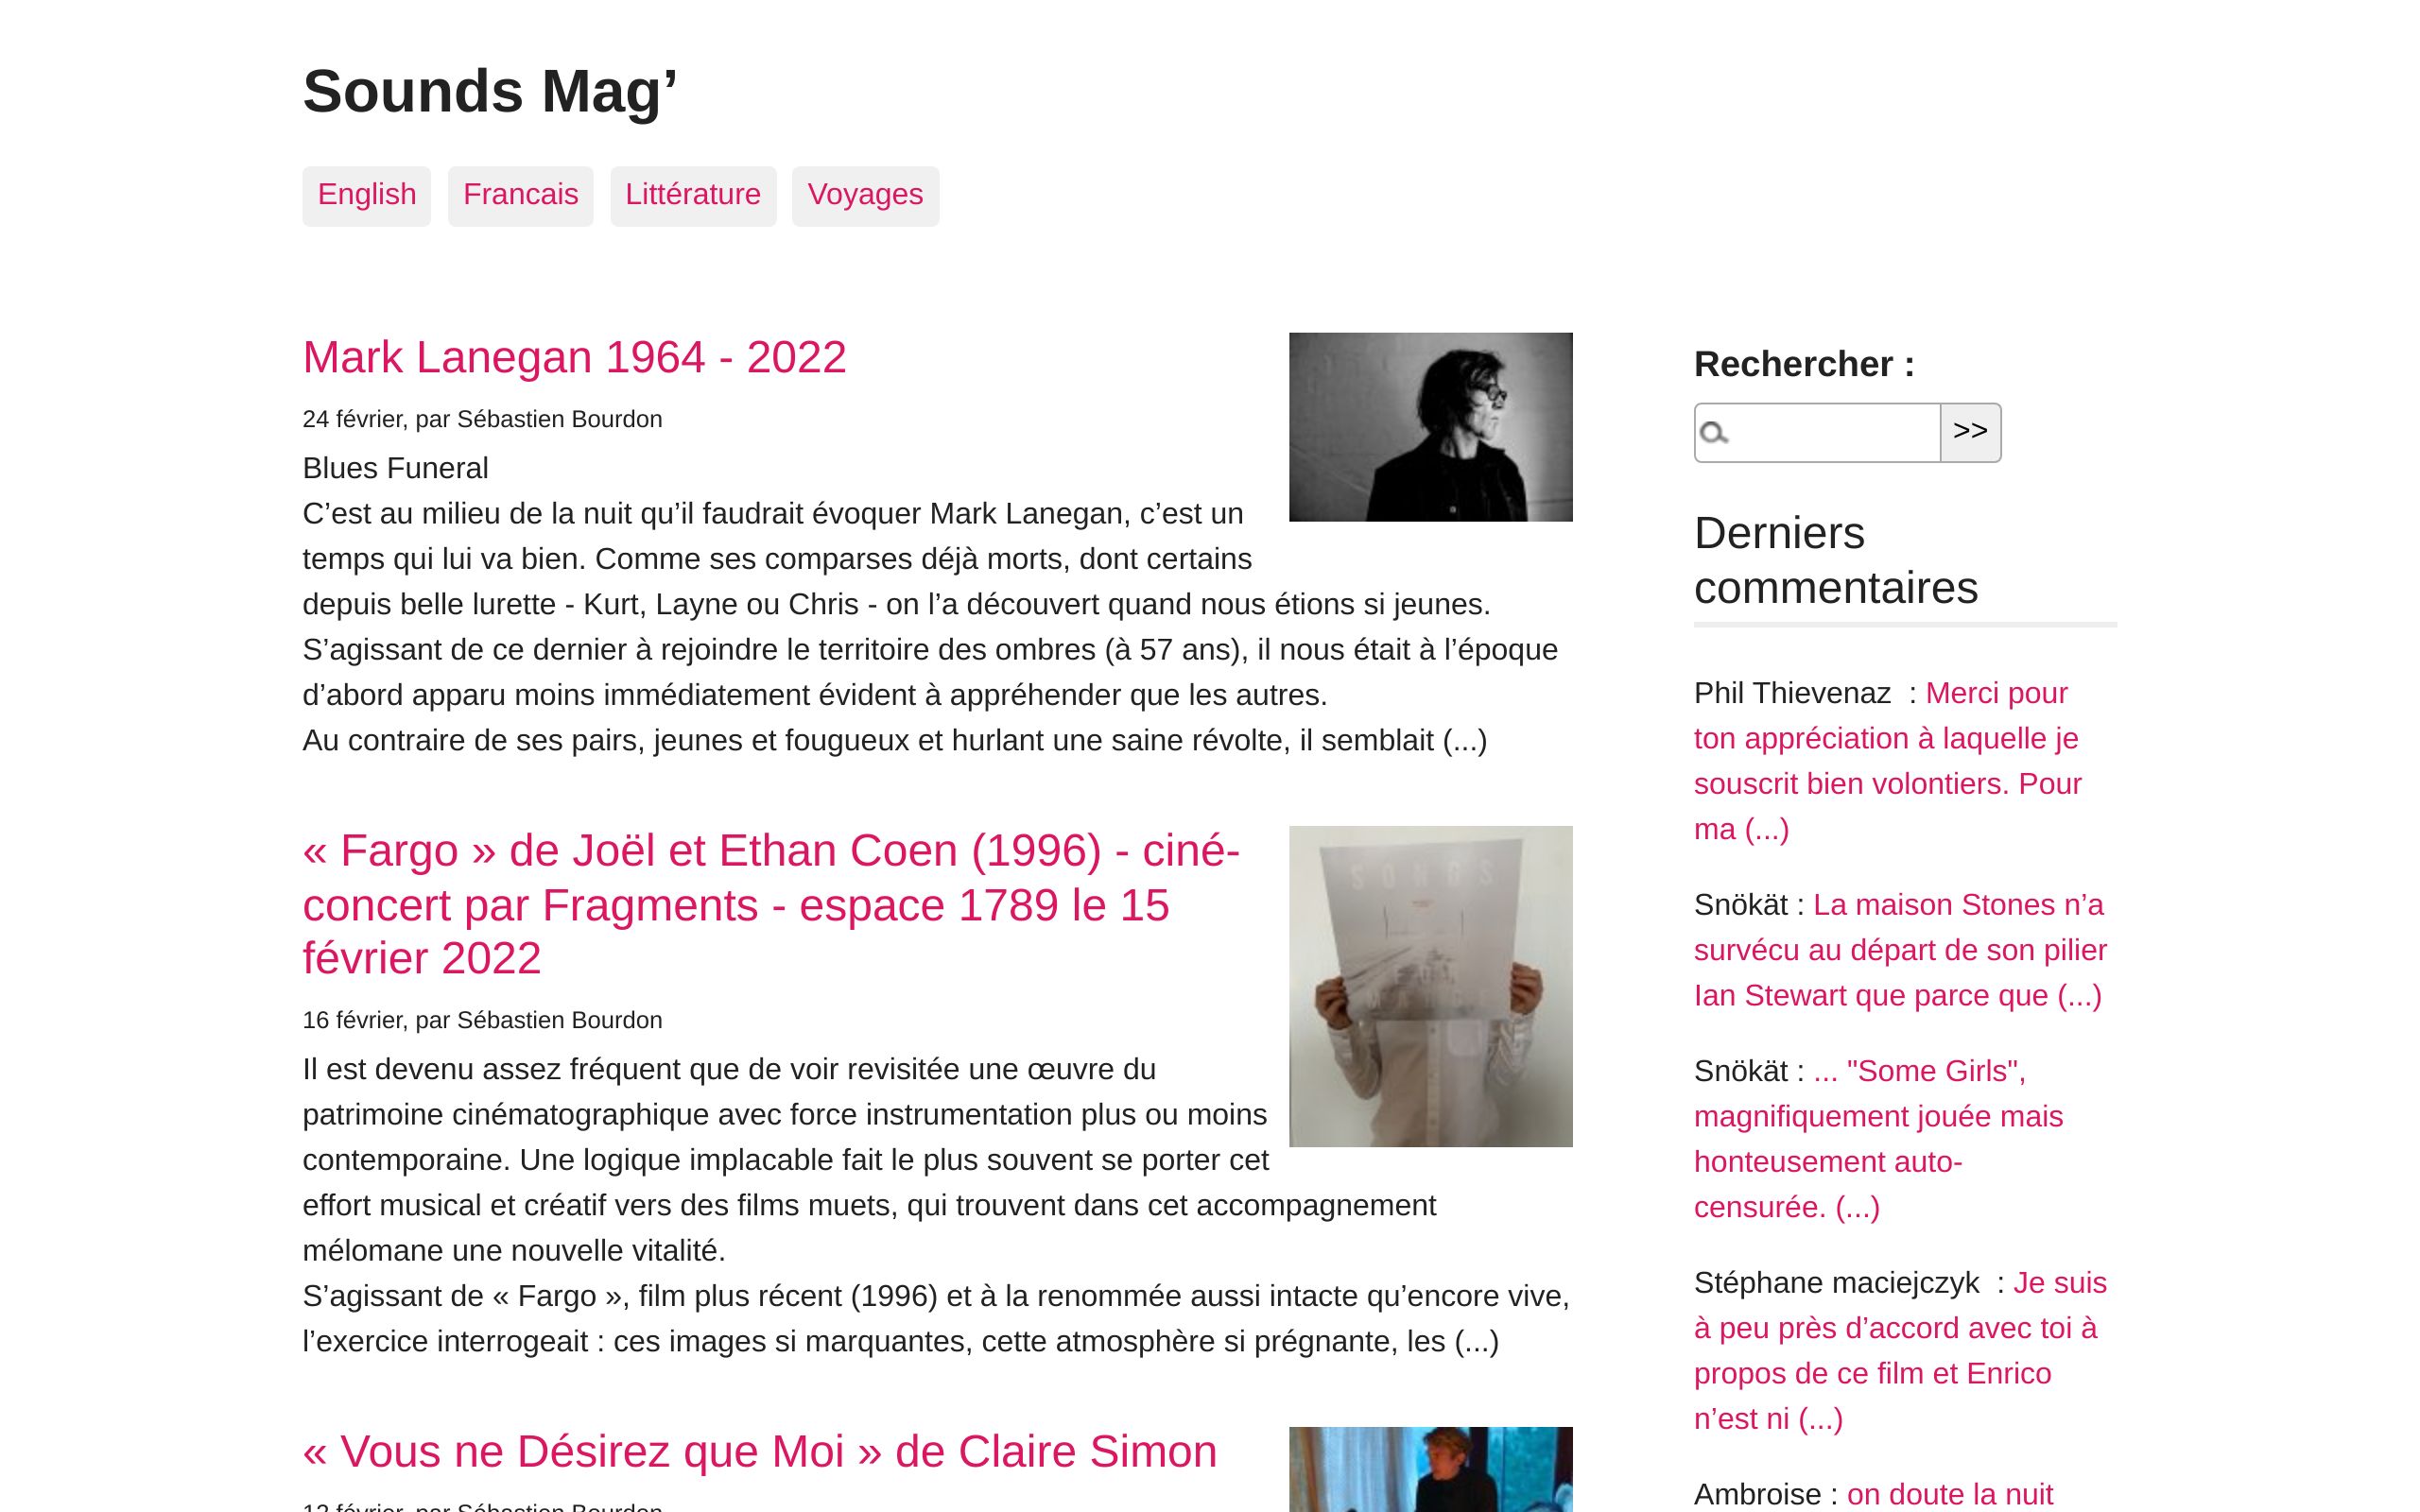 Sounds Mag’
English
Francais
Littérature
Voyages
Mark Lanegan 1964 - 2022
24 février, par Sébastien Bourdon
Blues Funeral
C’est au milieu de la nuit qu’il faudrait évoquer Mark Lanegan, c’est un
temps qui lui va bien. Comme ses comparses déjà morts, dont certains
depuis belle lurette - Kurt, Layne ou Chris - on l’a découvert quand nous étions si jeunes.
S’agissant de ce dernier à rejoindre le territoire des ombres (à 57 ans), il nous était à l’époque
d’abord apparu moins immédiatement évident à appréhender que les autres.
Au contraire de ses pairs, jeunes et fougueux et hurlant une saine révolte, il semblait (...)
« Fargo » de Joël et Ethan Coen (1996) - ciné-
concert par Fragments - espace 1789 le 15
février 2022
16 février, par Sébastien Bourdon
Il est devenu assez fréquent que de voir revisitée une œuvre du
patrimoine cinématographique avec force instrumentation plus ou moins
contemporaine. Une logique implacable fait le plus souvent se porter cet
effort musical et créatif vers des films muets, qui trouvent dans cet accompagnement
mélomane une nouvelle vitalité.
S’agissant de « Fargo », film plus récent (1996) et à la renommée aussi intacte qu’encore vive,
l’exercice interrogeait : ces images si marquantes, cette atmosphère si prégnante, les (...)
SONGS
« Vous ne Désirez que Moi » de Claire Simon
12 février, par Sébastien Bourdon
Rechercher :
>>
Derniers
commentaires
Phil Thievenaz  : Merci pour
ton appréciation à laquelle je
souscrit bien volontiers. Pour
ma (...)
Snökät : La maison Stones n’a
survécu au départ de son pilier
Ian Stewart que parce que (...)
Snökät : ... "Some Girls",
magnifiquement jouée mais
honteusement auto-
censurée. (...)
Stéphane maciejczyk  : Je suis
à peu près d’accord avec toi à
propos de ce film et Enrico
n’est ni (...)
Ambroise : on doute la nuit